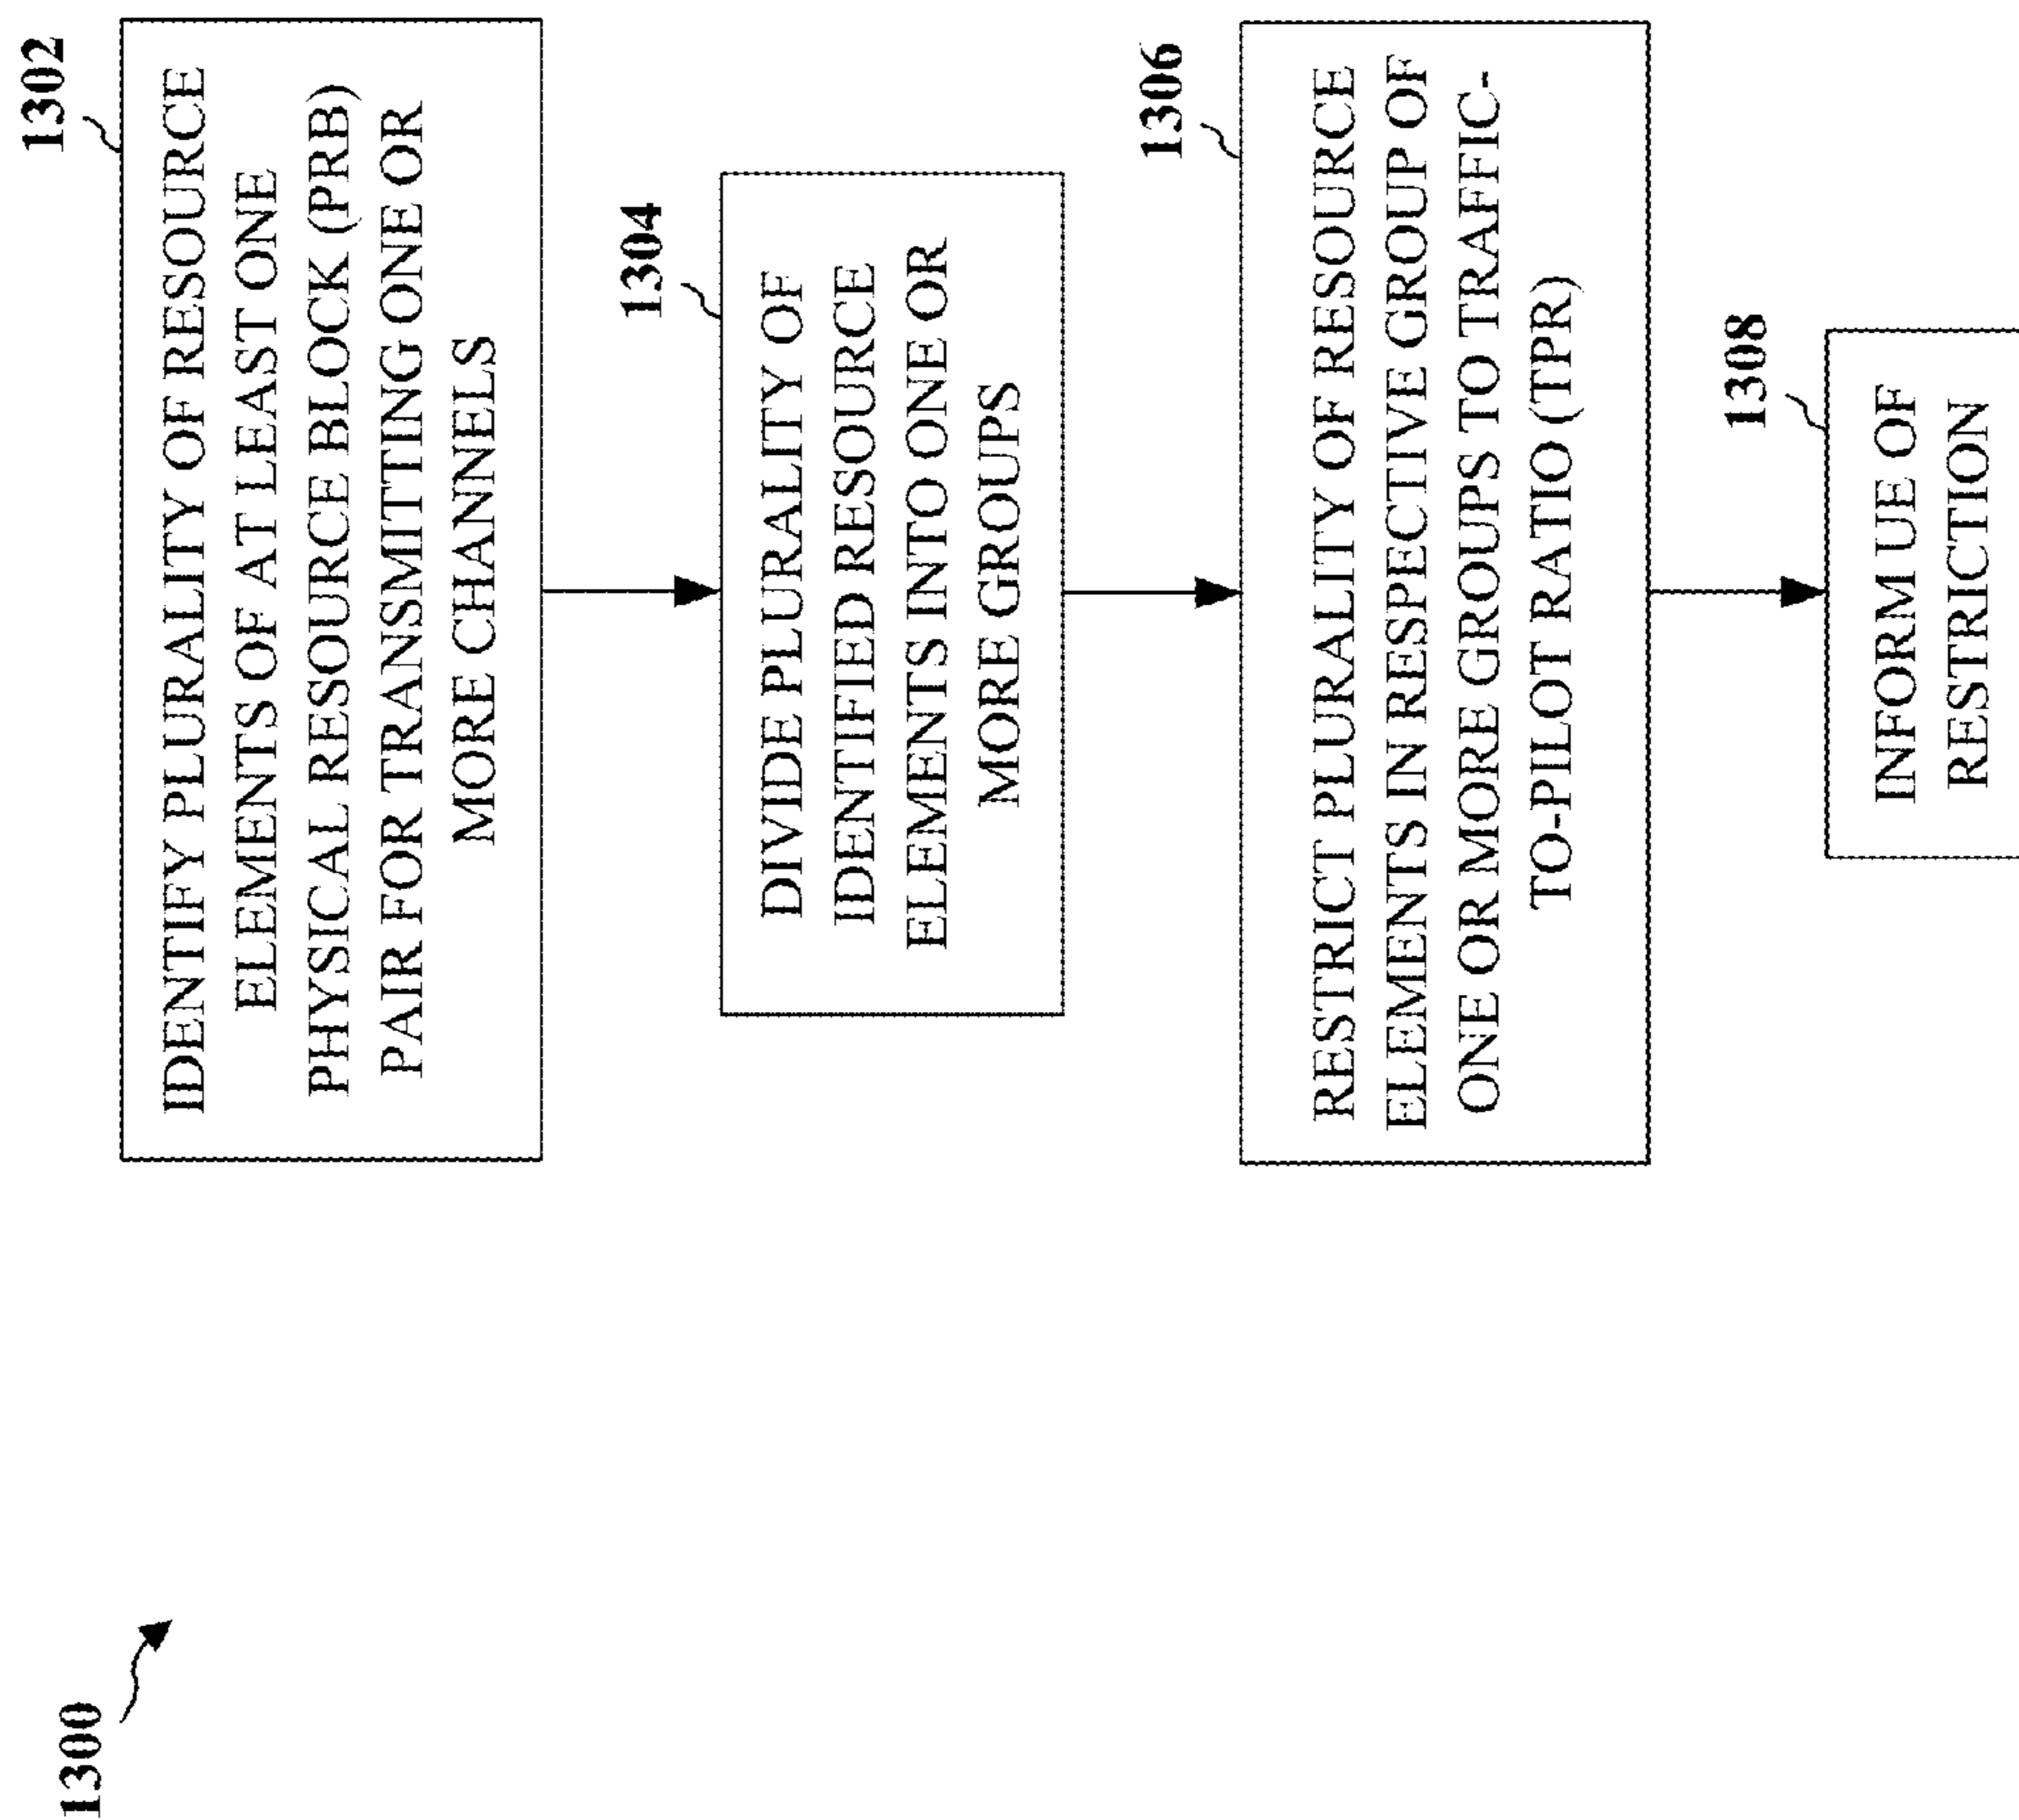 1300
1302
IDENTIFY PLURALITY OF RESOURCE
ELEMENTS OF AT LEAST ONE
PHYSICAL RESOURCE BLOCK (PRB)
PAIR FOR TRANSMITTING ONE OR
MORE CHANNELS
1304
DIVIDE PLURALITY OF
IDENTIFIED RESOURCE
ELEMENTS INTO ONE OR
MORE GROUPS
1306
RESTRICT PLURALITY OF RESOURCE
ELEMENTS IN RESPECTIVE GROUP OF
ONE OR MORE GROUPS TO TRAFFIC-
TO-PILOT RATIO (TPR)
1308
INFORM UE OF
RESTRICTION